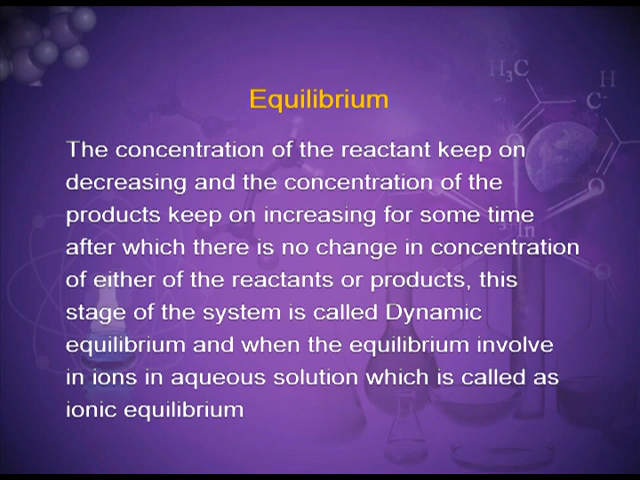 Equilibrium
The concentration of the reactant keep on
decreasing and the concentration of the
products keep on increasing for some time
after which there is no change in concentration
of either of the reactants or products, this
stage of the system is called Dynamic
equilibrium and when the equilibrium involve
in ions in aqueous solution which is called as
ionic equilibrium
H3C
H
C
In